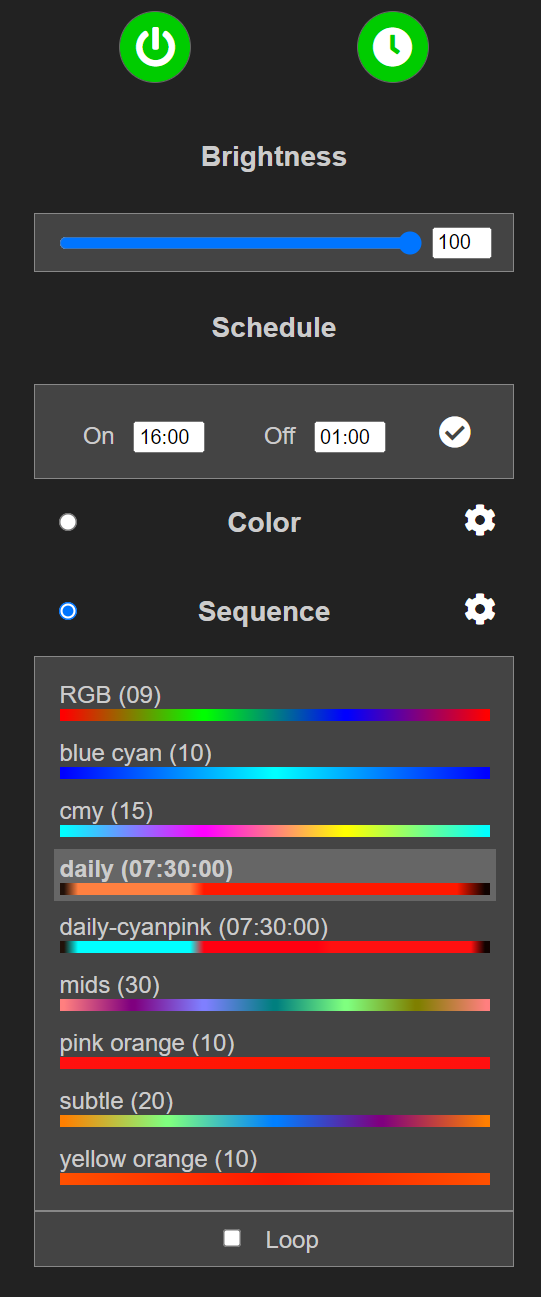 Brightness
100
Schedule
On 16:00 Off 01:00
Color
Sequence
RGB (09)
blue cyan (10)
cmy (15)
daily (07:30:00)
daily-cyanpink (07:30:00)
mids (30)
pink orange (10)
subtle (20)
yellow orange (10)
Loop